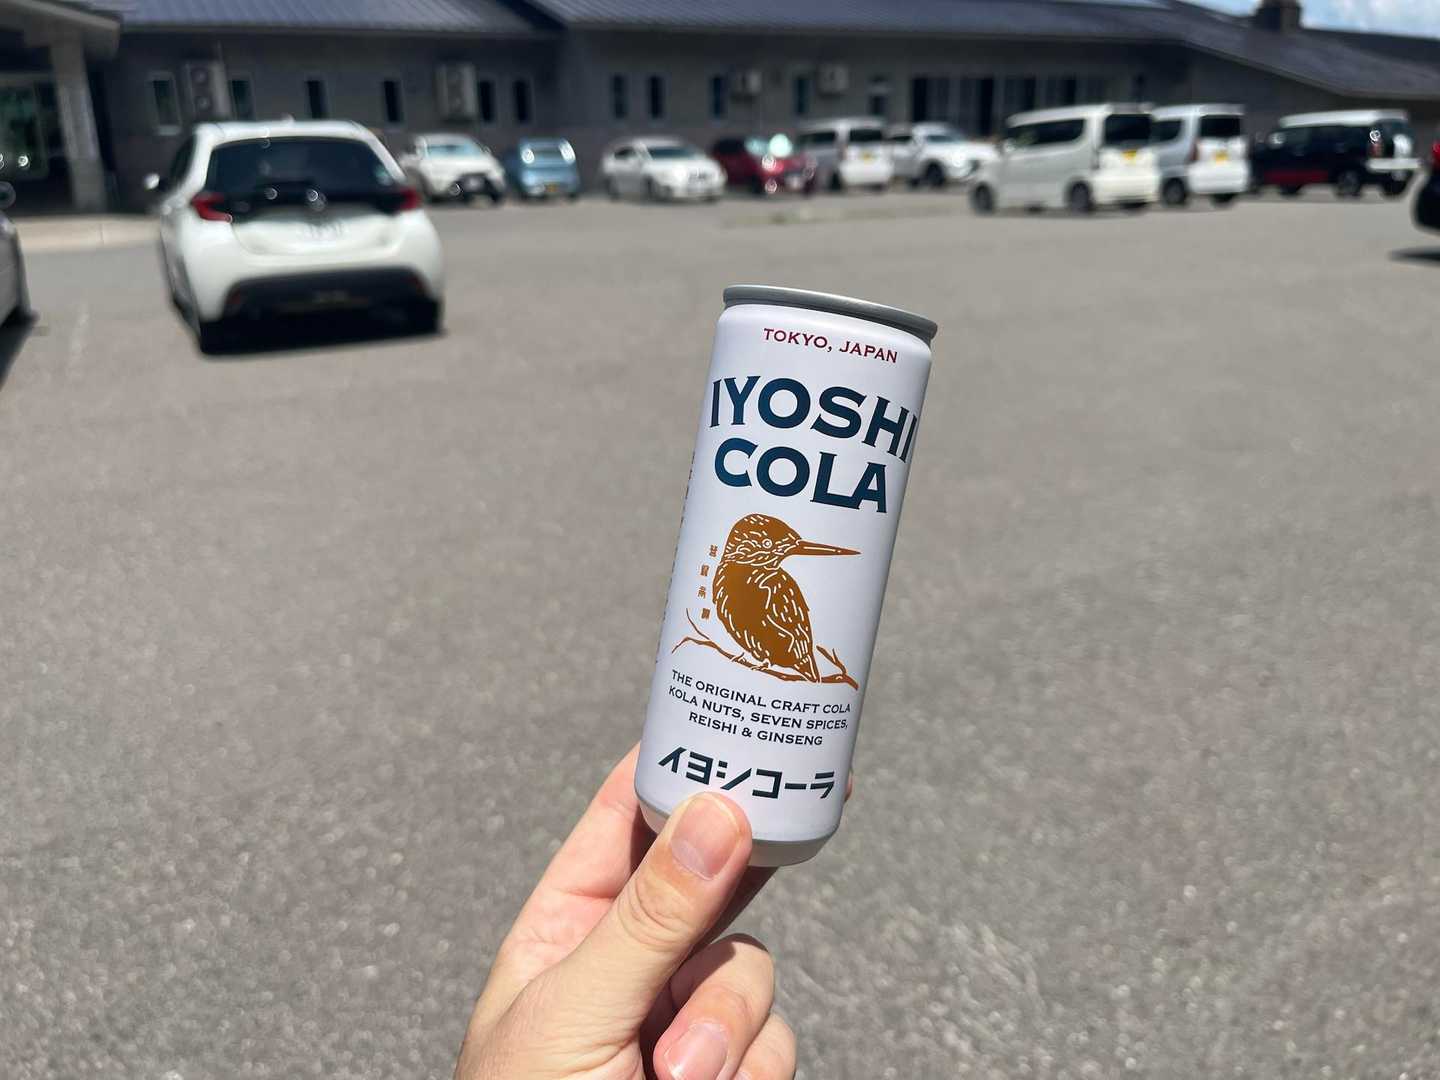 TOKYO, JAPAN
IYOSHI
COLA
THE ORIGINAL CRAFT COLA
KOLA NUTS, SEVEN SPICES,
REISHI & GINSENG
イヨシコーラ